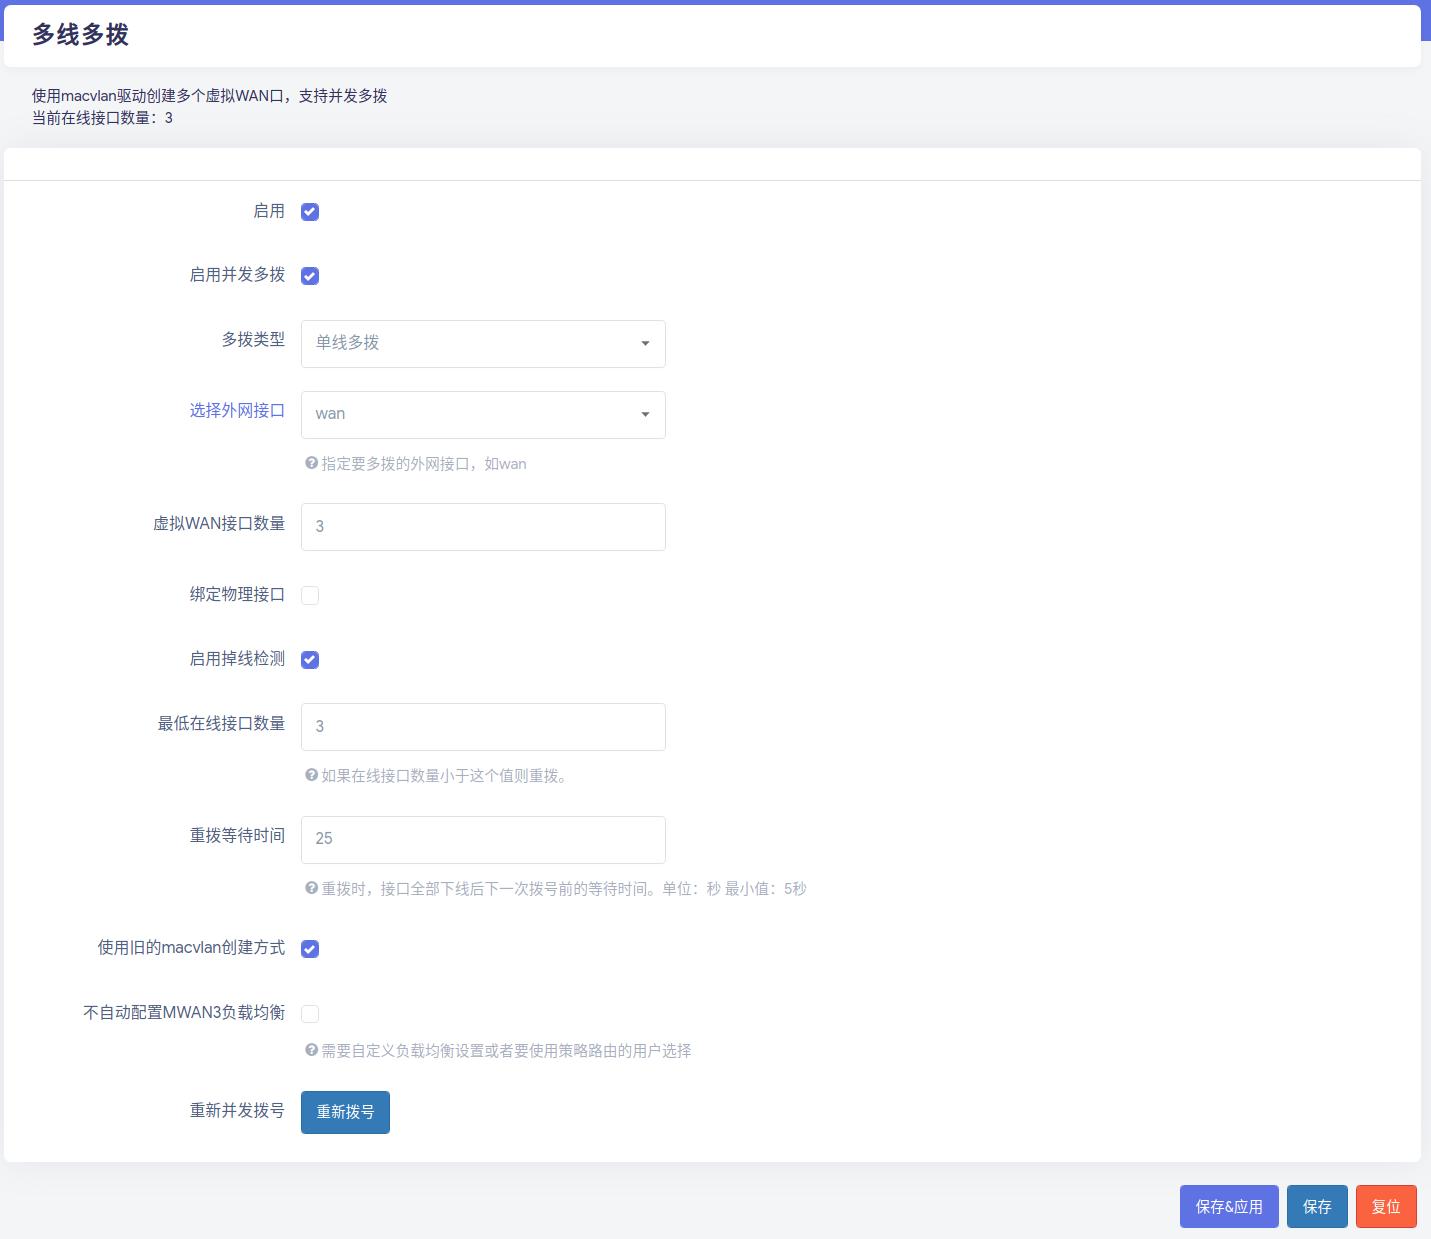 多线多拨
使用macvlan驱动创建多个虚拟WAN口，支持并发多拨
当前在线接口数量：3
启用
启用并发多拨
多拨类型 单线多拨
选择外网接口 wan
指定要多拨的外网接口，如wan
虚拟WAN接口数量 3
绑定物理接口
启用掉线检测
最低在线接口数量 3
如果在线接口数量小于这个值则重拨。
重拨等待时间 25
重拨时，接口全部下线后下一次拨号前的等待时间。单位：秒 最小值：5秒
使用旧的macvlan创建方式
不自动配置MWAN3负载均衡
需要自定义负载均衡设置或者要使用策略路由的用户选择
重新并发拨号 重新拨号
保存&应用 保存 复位